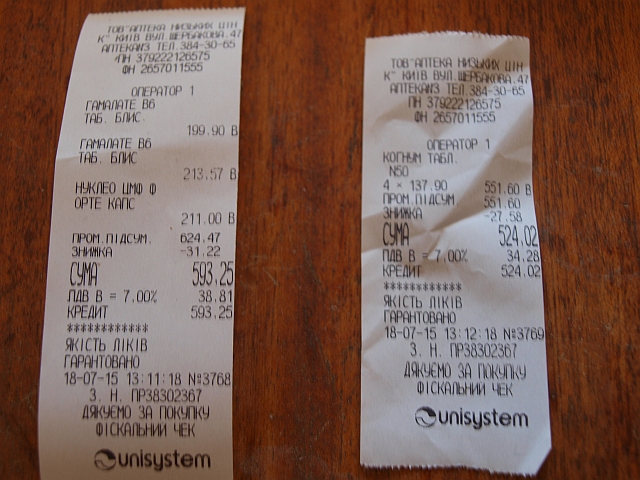 ТОВ"АПТЕКА НИЗЬКИХ ЦІН
К" КИЇВ ВУЛ.ЩЕРБАКОВА,47
АПТЕКА№3 ТЕЛ.384-30-65
ПН 379222126575
ФН 2657011555
ОПЕРАТОР 1
ГАМАЛАТЕ В6
ТАБ. БЛИС.
199.90 В
ГАМАЛАТЕ В6
ТАБ. БЛИС
213.57 В
НУКЛЕО ЦМФ Ф
ОРТЕ КАПС
211.00 В
ПРОМ.ПІДСУМ. 624.47
ЗНИЖКА -31.22
СУМА 593.25
ПДВ В = 7.00% 38.81
КРЕДИТ 593.25
************
ЯКІСТЬ ЛІКІВ
ГАРАНТОВАНО
18-07-15 13:11:18 №3768
З. Н. ПР38302367
ДЯКУЄМО ЗА ПОКУПКУ
ФІСКАЛЬНИЙ ЧЕК
unisystem
ТОВ"АПТЕКА НИЗЬКИХ ЦІН
К" КИЇВ ВУЛ.ЩЕРБАКОВА,47
АПТЕКА№3 ТЕЛ.384-30-65
ПН 379222126575
ФН 2657011555
ОПЕРАТОР 1
КОГНУМ ТАБЛ.
N50
4 × 137.90 551.60 В
ПРОМ.ПІДСУМ 551.60
ЗНИЖКА -27.58
СУМА 524.02
ПДВ В = 7.00% 34.28
КРЕДИТ 524.02
************
ЯКІСТЬ ЛІКІВ
ГАРАНТОВАНО
18-07-15 13:12:18 №3769
З. Н. ПР38302367
ДЯКУЄМО ЗА ПОКУПКУ
ФІСКАЛЬНИЙ ЧЕК
unisystem